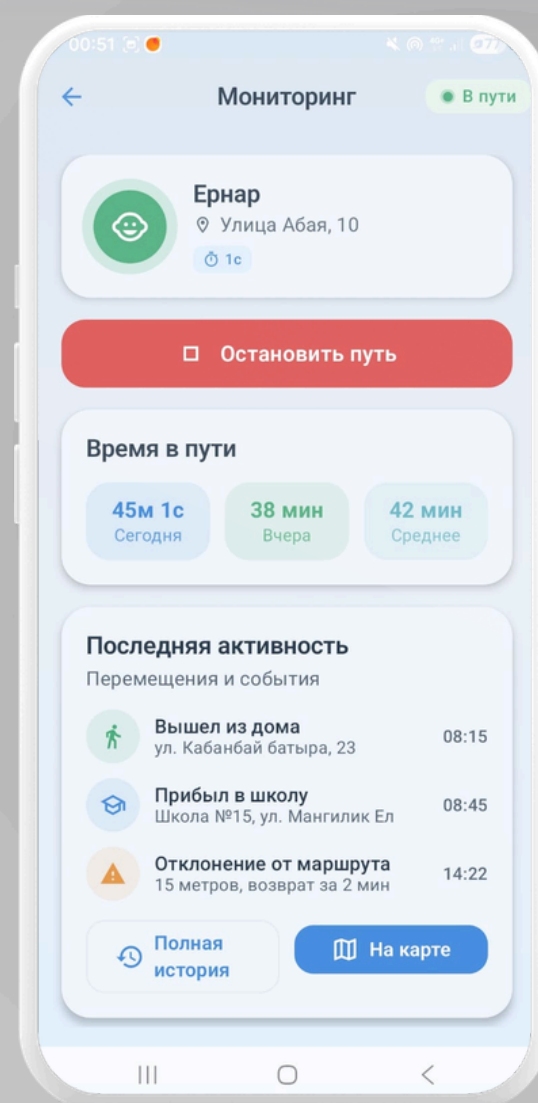 00:51
77
Мониторинг
В пути
Ернар
Улица Абая, 10
1с
Остановить путь
Время в пути
45м 1с
38 мин
42 мин
Сегодня
Вчера
Среднее
Последняя активность
Перемещения и события
Вышел из дома
08:15
ул. Кабанбай батыра, 23
Прибыл в школу
08:45
Школа №15, ул. Мангилик Ел
Отклонение от маршрута
14:22
15 метров, возврат за 2 мин
Полная
история
На карте